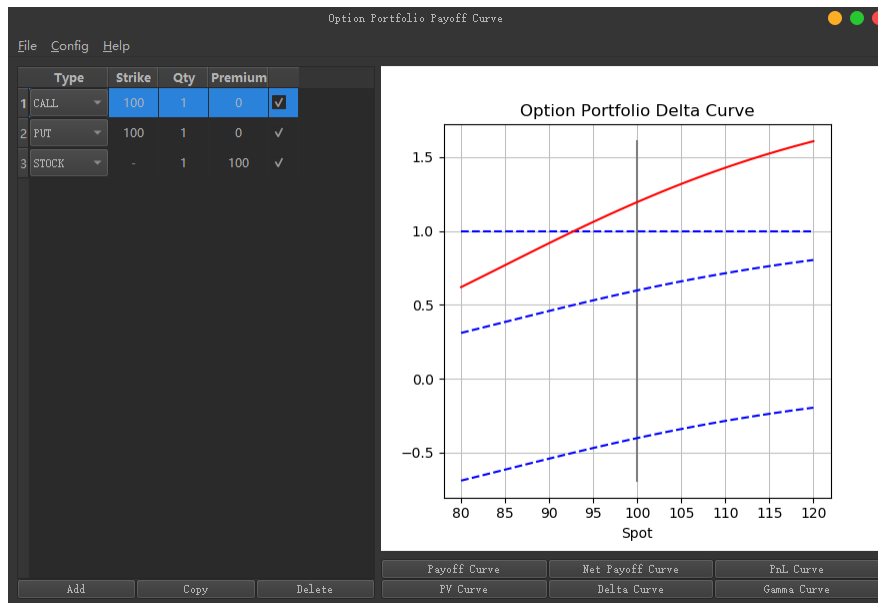 Option Portfolio Payoff Curve
File Config Help
Type Strike Qty Premium
1 CALL 100 1 0 ✓
2 PUT 100 1 0 ✓
3 STOCK - 1 100 ✓
Add Copy Delete
Option Portfolio Delta Curve
1.5
1.0
0.5
0.0
−0.5
80 85 90 95 100 105 110 115 120
Spot
Payoff Curve Net Payoff Curve PnL Curve
PV Curve Delta Curve Gamma Curve